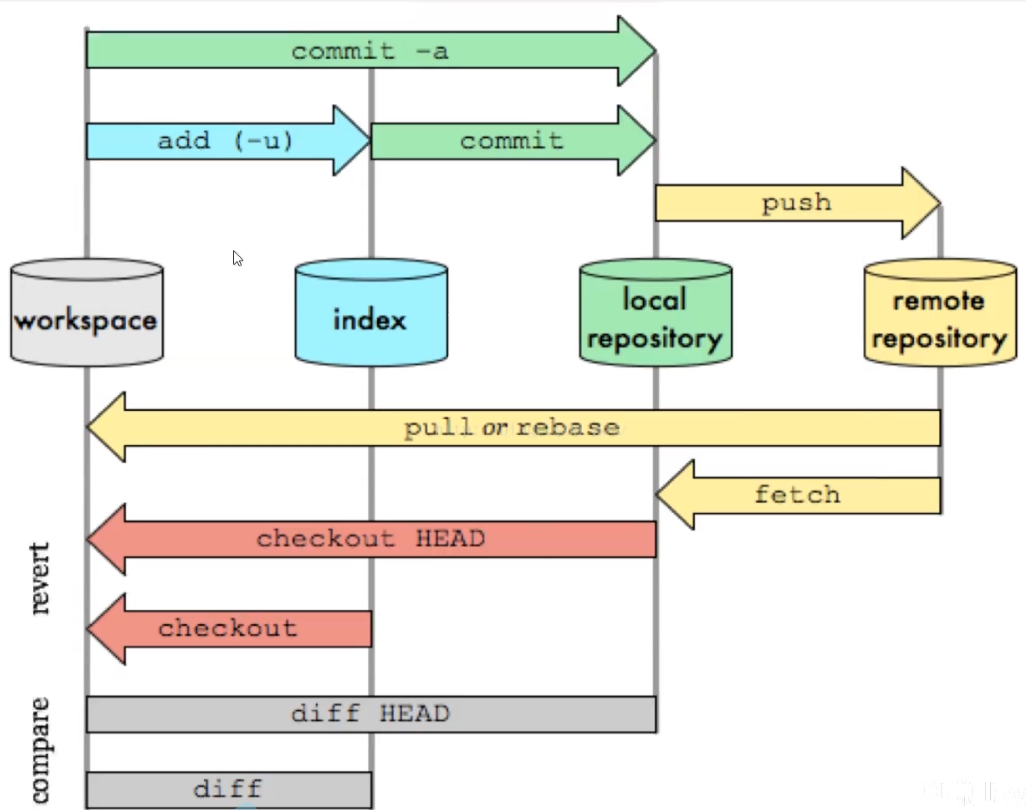 commit -a
add (-u)
commit
push
workspace
index
local
repository
remote
repository
pull or rebase
fetch
checkout HEAD
revert
checkout
diff HEAD
compare
diff